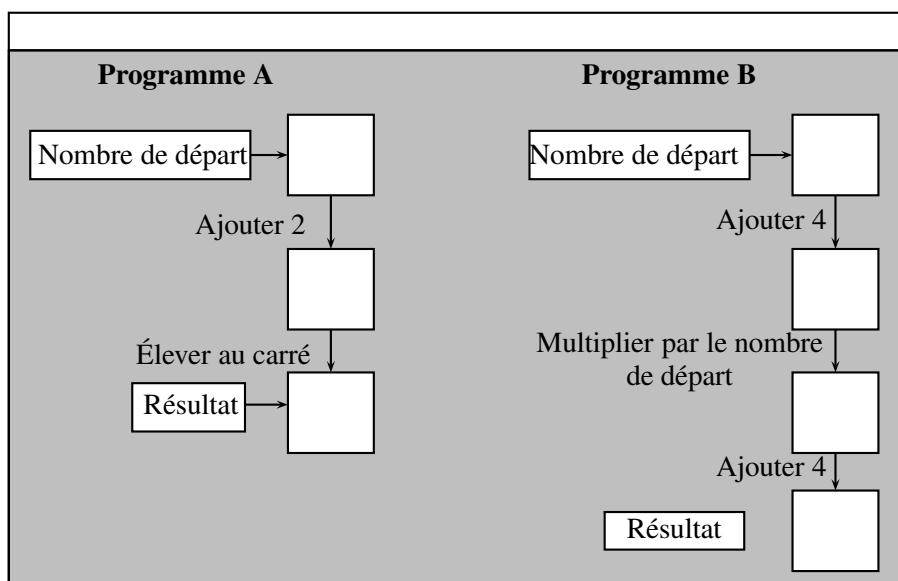 Programme A
Nombre de départ
Ajouter 2
Élever au carré
Résultat
Programme B
Nombre de départ
Ajouter 4
Multiplier par le nombre
de départ
Ajouter 4
Résultat